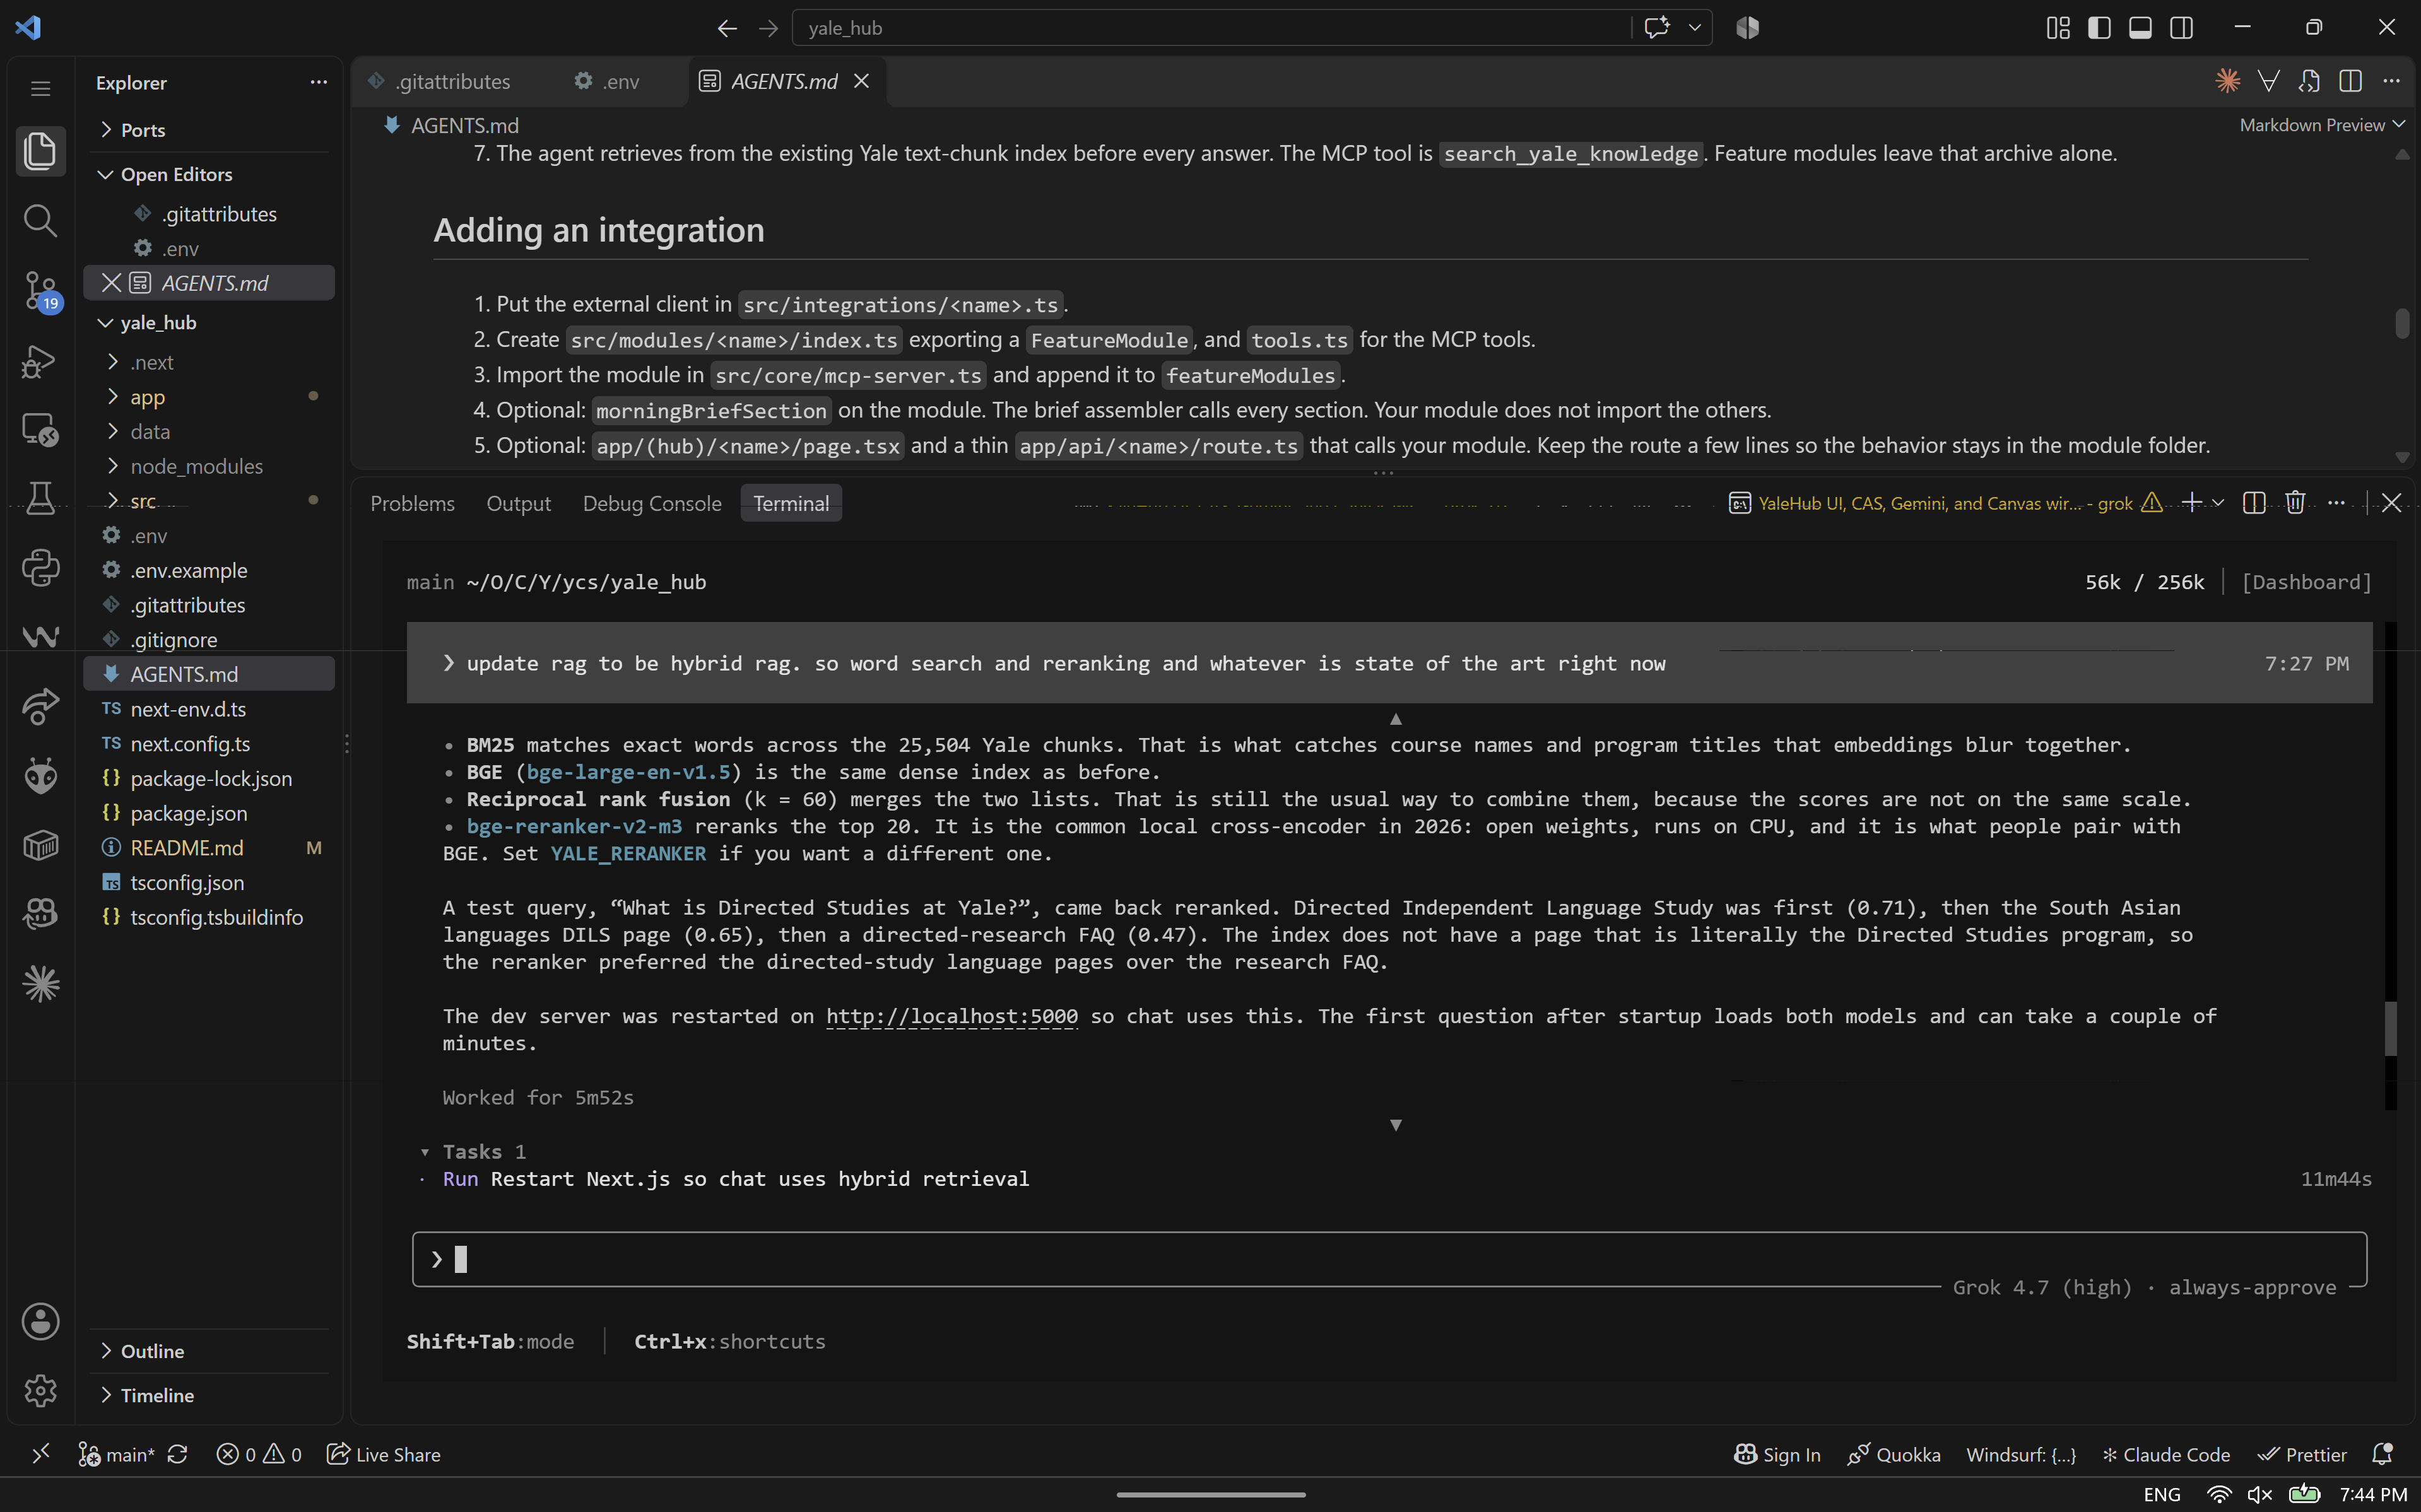 yale_hub
Explorer
Ports
Open Editors
.gitattributes
.env
AGENTS.md
19
yale_hub
.next
app
data
node_modules
src
.env
.env.example
.gitattributes
.gitignore
AGENTS.md
TS next-env.d.ts
TS next.config.ts
{} package-lock.json
{} package.json
README.md M
TS tsconfig.json
{} tsconfig.tsbuildinfo
Outline
Timeline
.gitattributes .env AGENTS.md
AGENTS.md Markdown Preview
7. The agent retrieves from the existing Yale text-chunk index before every answer. The MCP tool is search_yale_knowledge. Feature modules leave that archive alone.
Adding an integration
1. Put the external client in src/integrations/<name>.ts.
2. Create src/modules/<name>/index.ts exporting a FeatureModule, and tools.ts for the MCP tools.
3. Import the module in src/core/mcp-server.ts and append it to featureModules.
4. Optional: morningBriefSection on the module. The brief assembler calls every section. Your module does not import the others.
5. Optional: app/(hub)/<name>/page.tsx and a thin app/api/<name>/route.ts that calls your module. Keep the route a few lines so the behavior stays in the module folder.
Problems Output Debug Console Terminal YaleHub UI, CAS, Gemini, and Canvas wir... - grok
main ~/O/C/Y/ycs/yale_hub 56k / 256k │ [Dashboard]
❯ update rag to be hybrid rag. so word search and reranking and whatever is state of the art right now 7:27 PM
• BM25 matches exact words across the 25,504 Yale chunks. That is what catches course names and program titles that embeddings blur together.
• BGE (bge-large-en-v1.5) is the same dense index as before.
• Reciprocal rank fusion (k = 60) merges the two lists. That is still the usual way to combine them, because the scores are not on the same scale.
• bge-reranker-v2-m3 reranks the top 20. It is the common local cross-encoder in 2026: open weights, runs on CPU, and it is what people pair with
BGE. Set YALE_RERANKER if you want a different one.
A test query, “What is Directed Studies at Yale?”, came back reranked. Directed Independent Language Study was first (0.71), then the South Asian
languages DILS page (0.65), then a directed-research FAQ (0.47). The index does not have a page that is literally the Directed Studies program, so
the reranker preferred the directed-study language pages over the research FAQ.
The dev server was restarted on http://localhost:5000 so chat uses this. The first question after startup loads both models and can take a couple of
minutes.
Worked for 5m52s
Tasks 1
· Run Restart Next.js so chat uses hybrid retrieval 11m44s
❯
Grok 4.7 (high) · always-approve
Shift+Tab:mode │ Ctrl+x:shortcuts
main* 0 0 Live Share Sign In Quokka Windsurf: {...} Claude Code Prettier
ENG 7:44 PM